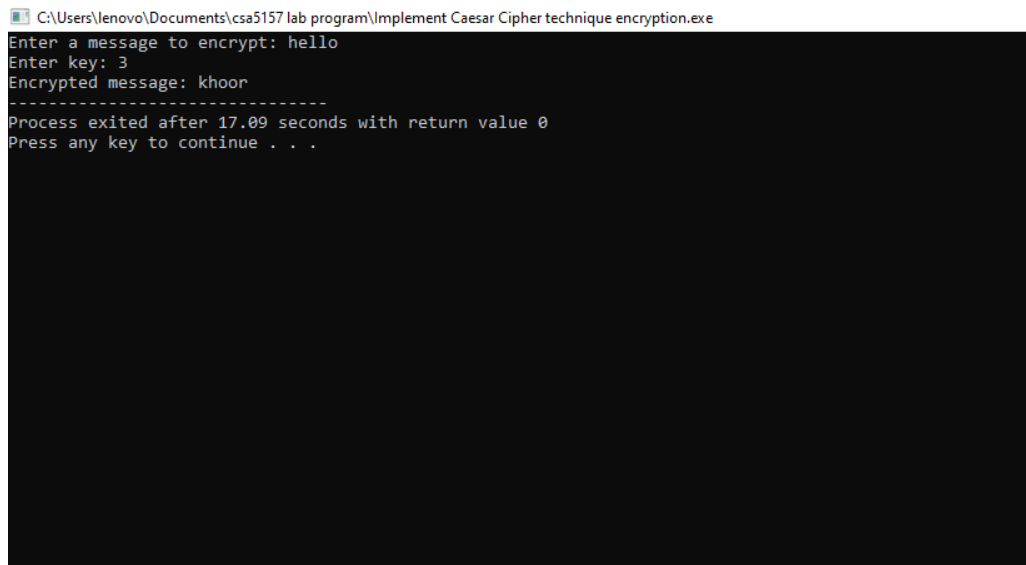 C:\Users\lenovo\Documents\csa5157 lab program\Implement Caesar Cipher technique encryption.exe
Enter a message to encrypt: hello
Enter key: 3
Encrypted message: khoor
--------------------------------
Process exited after 17.09 seconds with return value 0
Press any key to continue . . .